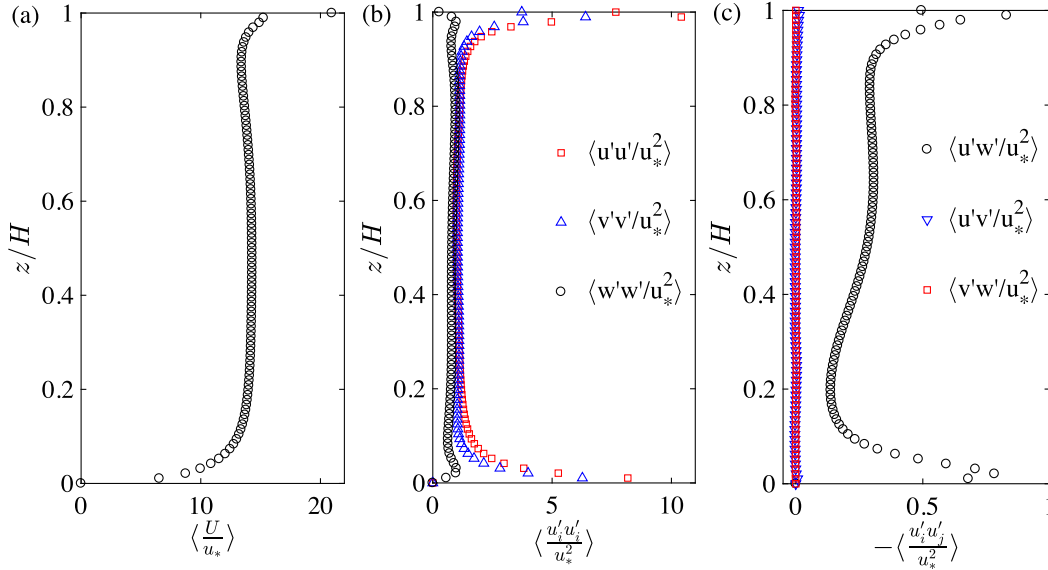 (a)
1
0.8
0.6
0.4
0.2
0
z/H
0 10 20
⟨U/u*⟩
(b)
1
0.8
0.6
0.4
0.2
0
z/H
⟨u'u'/u*²⟩
⟨v'v'/u*²⟩
⟨w'w'/u*²⟩
0 5 10
⟨u'ᵢu'ᵢ/u*²⟩
(c)
1
0.8
0.6
0.4
0.2
0
z/H
⟨u'w'/u*²⟩
⟨u'v'/u*²⟩
⟨v'w'/u*²⟩
0 0.5 1
−⟨u'ᵢu'ⱼ/u*²⟩